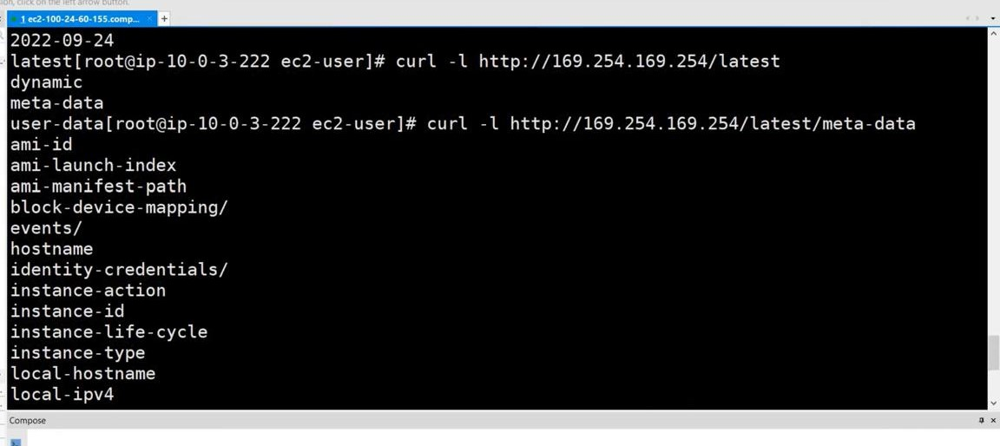 sion, click on the left arrow button.
1 ec2-100-24-60-155.comp...
2022-09-24
latest[root@ip-10-0-3-222 ec2-user]# curl -l http://169.254.169.254/latest
dynamic
meta-data
user-data[root@ip-10-0-3-222 ec2-user]# curl -l http://169.254.169.254/latest/meta-data
ami-id
ami-launch-index
ami-manifest-path
block-device-mapping/
events/
hostname
identity-credentials/
instance-action
instance-id
instance-life-cycle
instance-type
local-hostname
local-ipv4
Compose